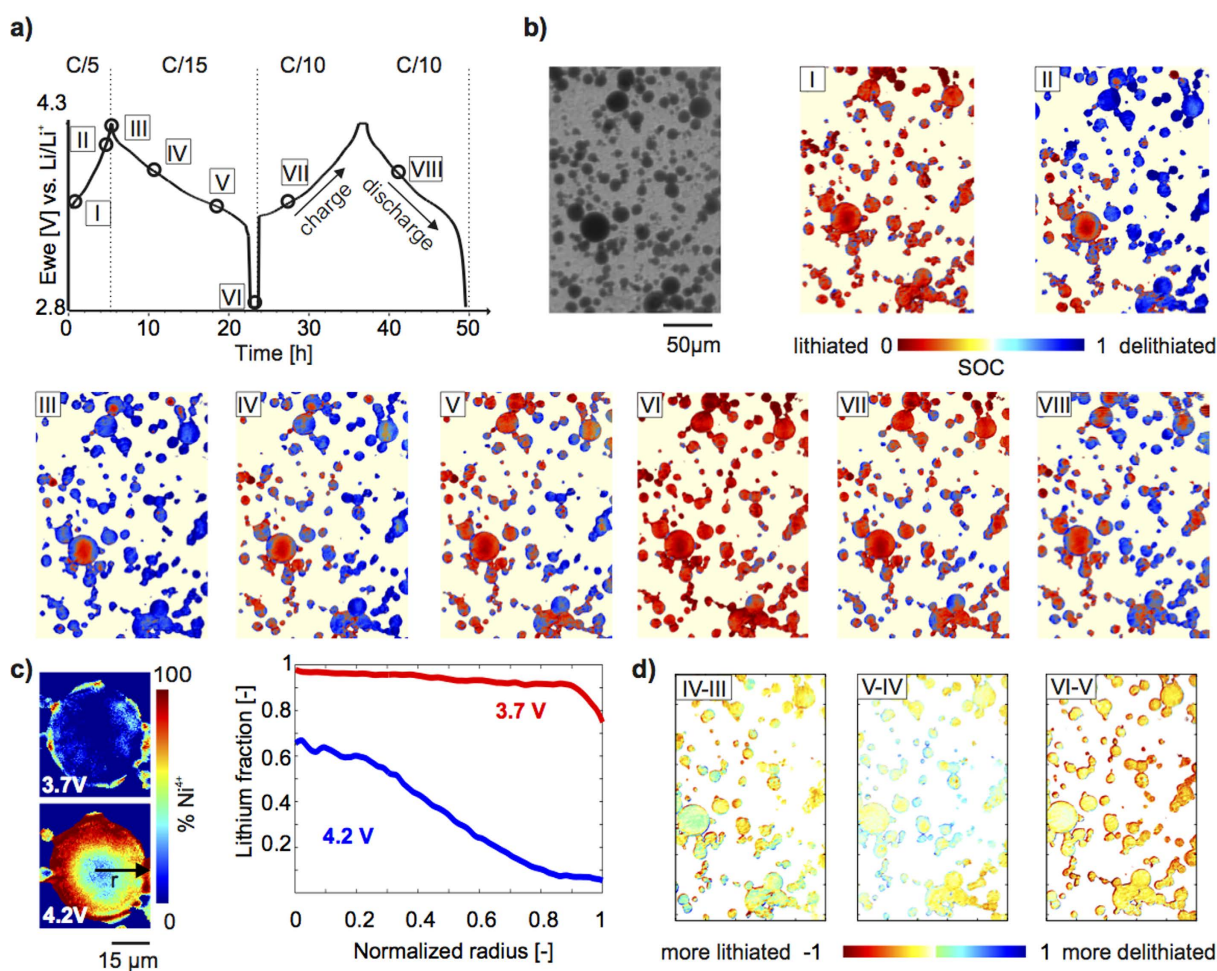 a)
C/5 C/15 C/10 C/10
4.3
Ewe [V] vs. Li/Li⁺
2.8
I
II
III
IV
V
VI
VII
VIII
charge
discharge
0 10 20 30 40 50
Time [h]
b)
I
II
50µm
lithiated 0 1 delithiated
SOC
III
IV
V
VI
VII
VIII
c)
3.7V
4.2V
r
100
% Ni⁴⁺
0
15 µm
Lithium fraction [-]
1
0.8
0.6
0.4
0.2
3.7 V
4.2 V
0 0.2 0.4 0.6 0.8 1
Normalized radius [-]
d)
IV-III
V-IV
VI-V
more lithiated -1 1 more delithiated